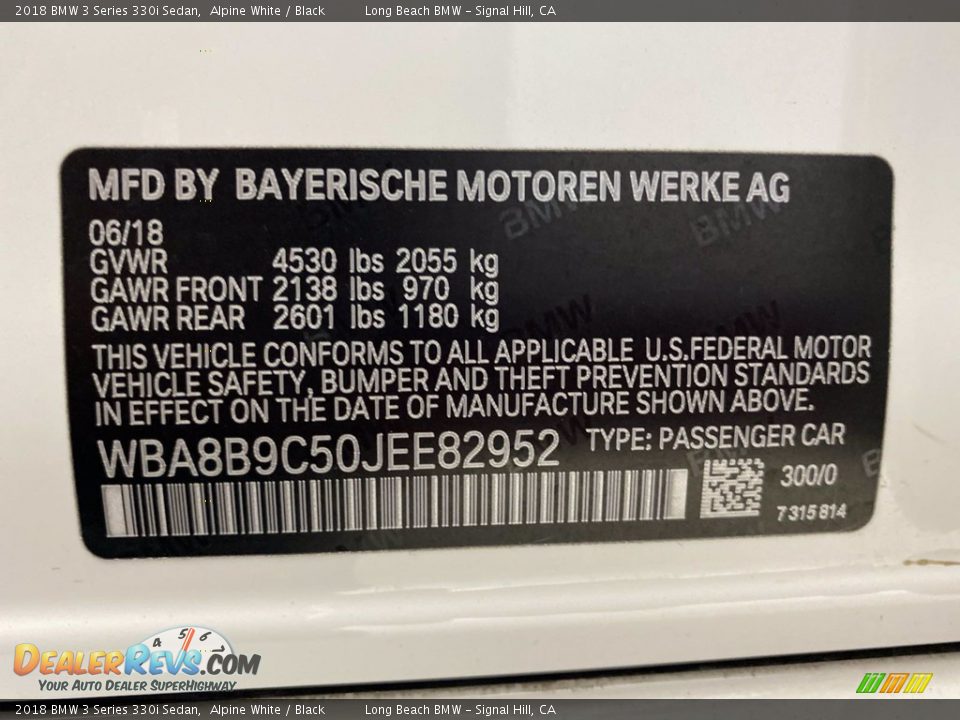 2018 BMW 3 Series 330i Sedan, Alpine White / Black Long Beach BMW - Signal Hill, CA
MFD BY BAYERISCHE MOTOREN WERKE AG
06/18
GVWR 4530 lbs 2055 kg
GAWR FRONT 2138 lbs 970 kg
GAWR REAR 2601 lbs 1180 kg
THIS VEHICLE CONFORMS TO ALL APPLICABLE U.S.FEDERAL MOTOR
VEHICLE SAFETY, BUMPER AND THEFT PREVENTION STANDARDS
IN EFFECT ON THE DATE OF MANUFACTURE SHOWN ABOVE.
WBA8B9C50JEE82952 TYPE: PASSENGER CAR
300/0
7315814
4 5 6
DEALERREVS.COM
YOUR AUTO DEALER SUPERHIGHWAY
2018 BMW 3 Series 330i Sedan, Alpine White / Black Long Beach BMW - Signal Hill, CA